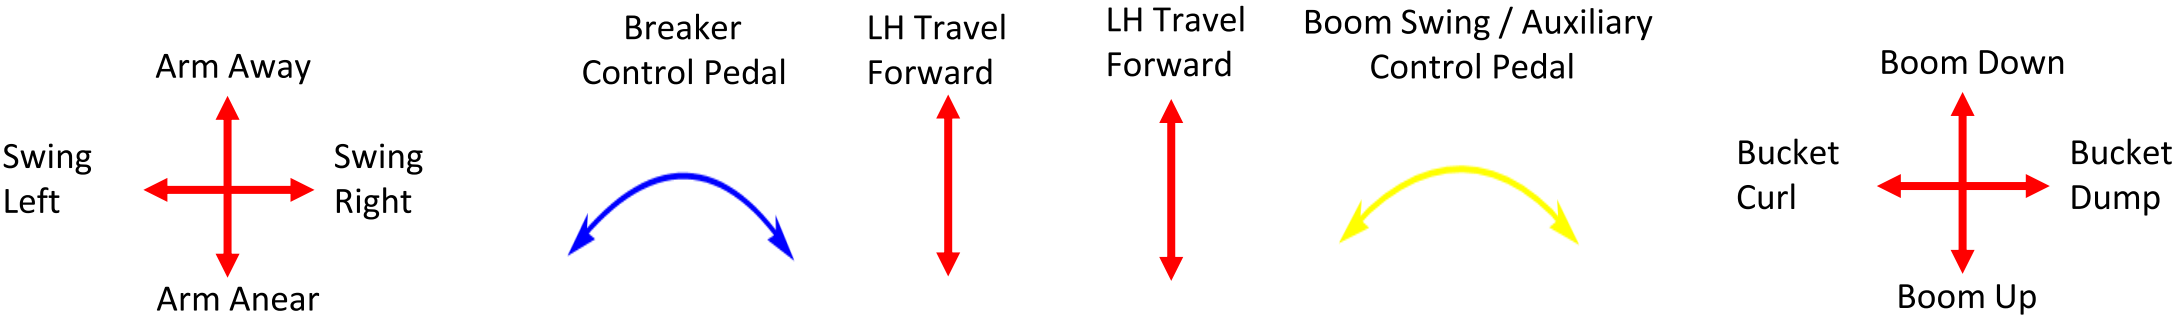 Arm Away
Swing
Left
Swing
Right
Arm Anear
Breaker
Control Pedal
LH Travel
Forward
LH Travel
Forward
Boom Swing / Auxiliary
Control Pedal
Boom Down
Bucket
Curl
Bucket
Dump
Boom Up